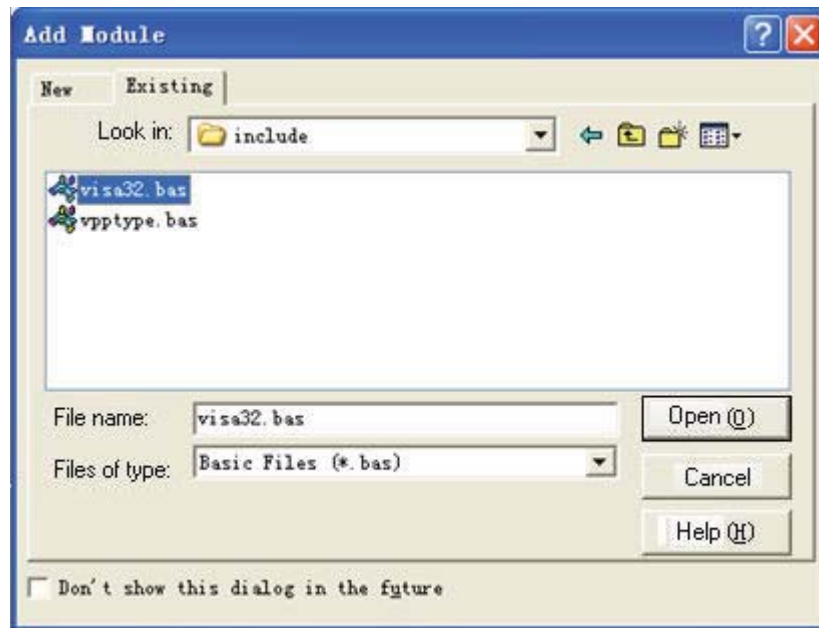 Add Module
New Existing
Look in: include
visa32.bas
vpptype.bas
File name: visa32.bas
Open (O)
Files of type: Basic Files (*.bas)
Cancel
Help (H)
Don't show this dialog in the future